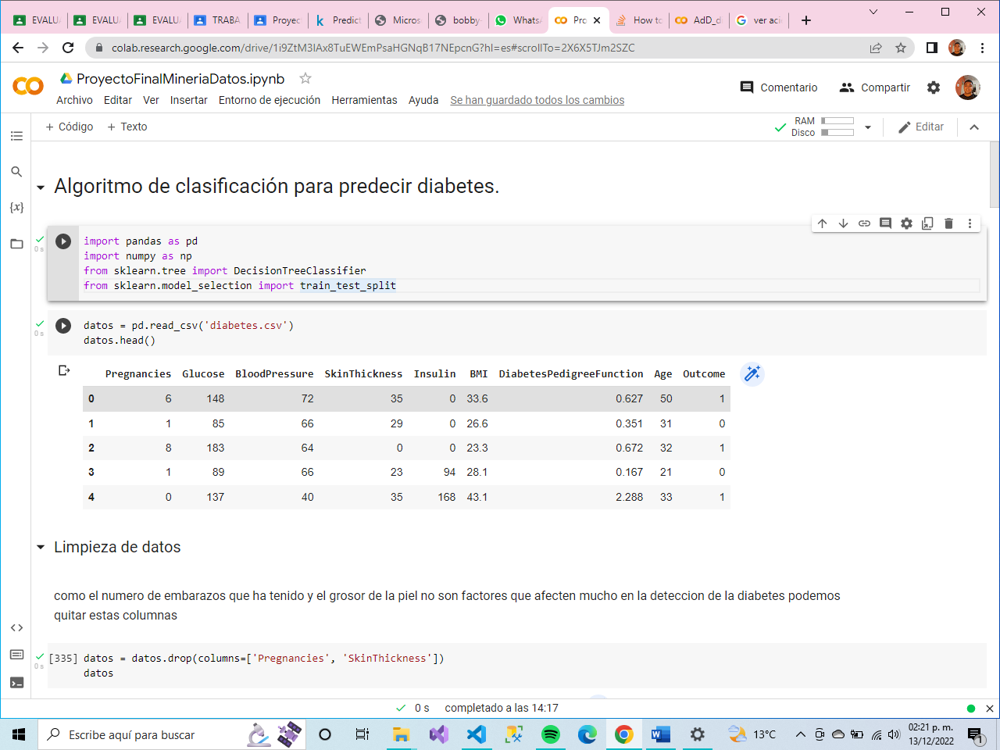 EVALUA
EVALUA
EVALUA
TRABA
Proyec
Predict
Micros
bobby
WhatsA
Pro
How to
AdD_d
ver aci
colab.research.google.com/drive/1i9ZtM3IAx8TuEWEmPsaHGNqB17NEpcnG?hl=es#scrollTo=2X6X5TJm2SZC
ProyectoFinalMineriaDatos.ipynb
Archivo Editar Ver Insertar Entorno de ejecución Herramientas Ayuda Se han guardado todos los cambios
Comentario
Compartir
+ Código + Texto
RAM
Disco
Editar
Algoritmo de clasificación para predecir diabetes.
0 s
import pandas as pd
import numpy as np
from sklearn.tree import DecisionTreeClassifier
from sklearn.model_selection import train_test_split
0 s
datos = pd.read_csv('diabetes.csv')
datos.head()
Pregnancies Glucose BloodPressure SkinThickness Insulin BMI DiabetesPedigreeFunction Age Outcome
0 6 148 72 35 0 33.6 0.627 50 1
1 1 85 66 29 0 26.6 0.351 31 0
2 8 183 64 0 0 23.3 0.672 32 1
3 1 89 66 23 94 28.1 0.167 21 0
4 0 137 40 35 168 43.1 2.288 33 1
Limpieza de datos
como el numero de embarazos que ha tenido y el grosor de la piel no son factores que afecten mucho en la deteccion de la diabetes podemos
quitar estas columnas
0 s
[335] datos = datos.drop(columns=['Pregnancies', 'SkinThickness'])
datos
0 s completado a las 14:17
Escribe aquí para buscar
13°C
02:21 p. m.
13/12/2022
1